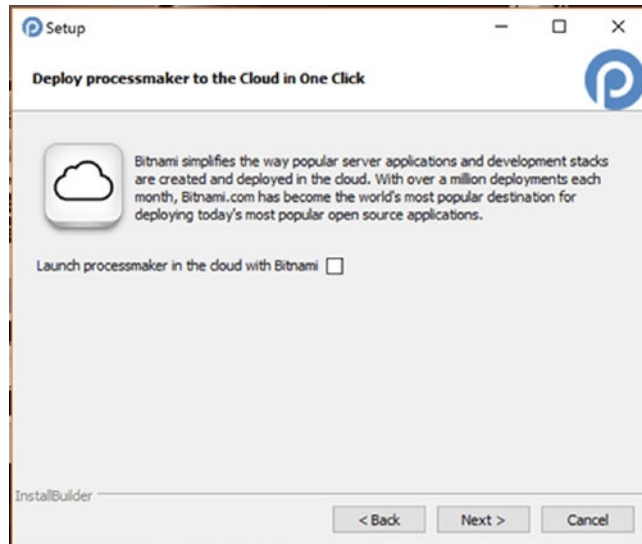 Setup
Deploy processmaker to the Cloud in One Click
Bitnami simplifies the way popular server applications and development stacks
are created and deployed in the cloud. With over a million deployments each
month, Bitnami.com has become the world's most popular destination for
deploying today's most popular open source applications.
Launch processmaker in the cloud with Bitnami
InstallBuilder
< Back Next > Cancel